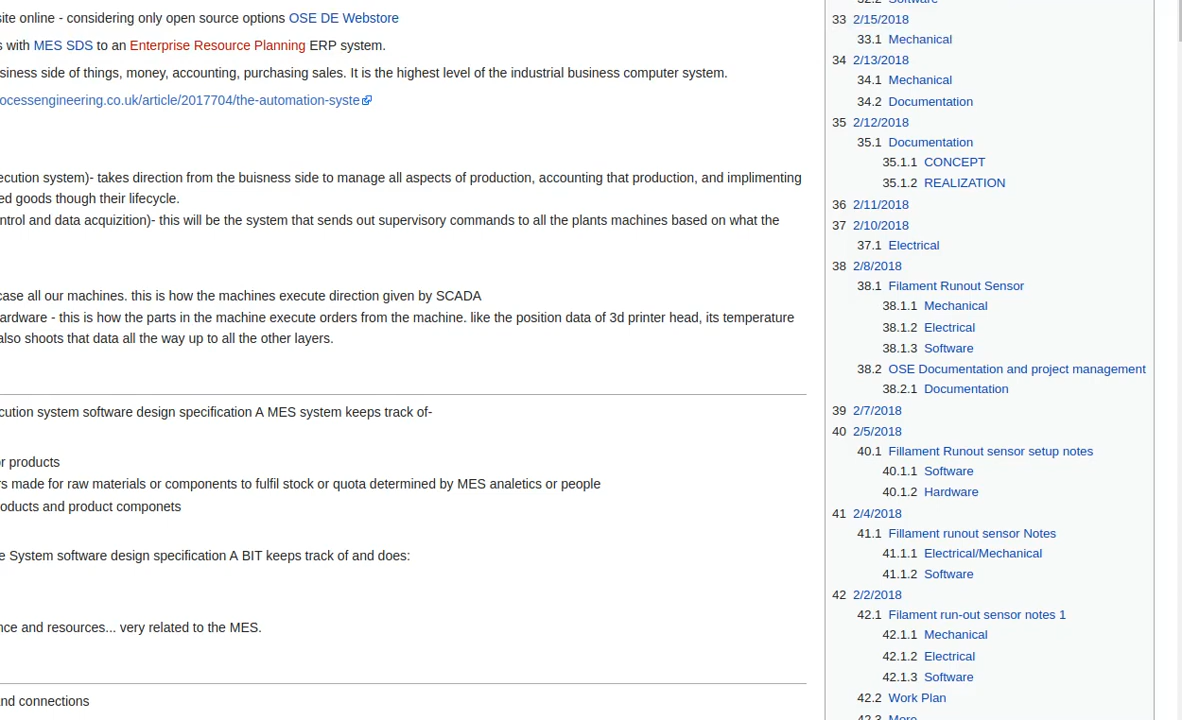 site online - considering only open source options OSE DE Webstore
s with MES SDS to an Enterprise Resource Planning ERP system.
siness side of things, money, accounting, purchasing sales. It is the highest level of the industrial business computer system.
ocessengineering.co.uk/article/2017704/the-automation-syste
ecution system)- takes direction from the buisness side to manage all aspects of production, accounting that production, and implimenting
ed goods though their lifecycle.
ntrol and data acquizition)- this will be the system that sends out supervisory commands to all the plants machines based on what the
case all our machines. this is how the machines execute direction given by SCADA
ardware - this is how the parts in the machine execute orders from the machine. like the position data of 3d printer head, its temperature
also shoots that data all the way up to all the other layers.
cution system software design specification A MES system keeps track of-
or products
rs made for raw materials or components to fulfil stock or quota determined by MES analetics or people
oducts and product componets
e System software design specification A BIT keeps track of and does:
nce and resources... very related to the MES.
and connections
32.2 Software
33 2/15/2018
33.1 Mechanical
34 2/13/2018
34.1 Mechanical
34.2 Documentation
35 2/12/2018
35.1 Documentation
35.1.1 CONCEPT
35.1.2 REALIZATION
36 2/11/2018
37 2/10/2018
37.1 Electrical
38 2/8/2018
38.1 Filament Runout Sensor
38.1.1 Mechanical
38.1.2 Electrical
38.1.3 Software
38.2 OSE Documentation and project management
38.2.1 Documentation
39 2/7/2018
40 2/5/2018
40.1 Fillament Runout sensor setup notes
40.1.1 Software
40.1.2 Hardware
41 2/4/2018
41.1 Fillament runout sensor Notes
41.1.1 Electrical/Mechanical
41.1.2 Software
42 2/2/2018
42.1 Filament run-out sensor notes 1
42.1.1 Mechanical
42.1.2 Electrical
42.1.3 Software
42.2 Work Plan
42.3 More